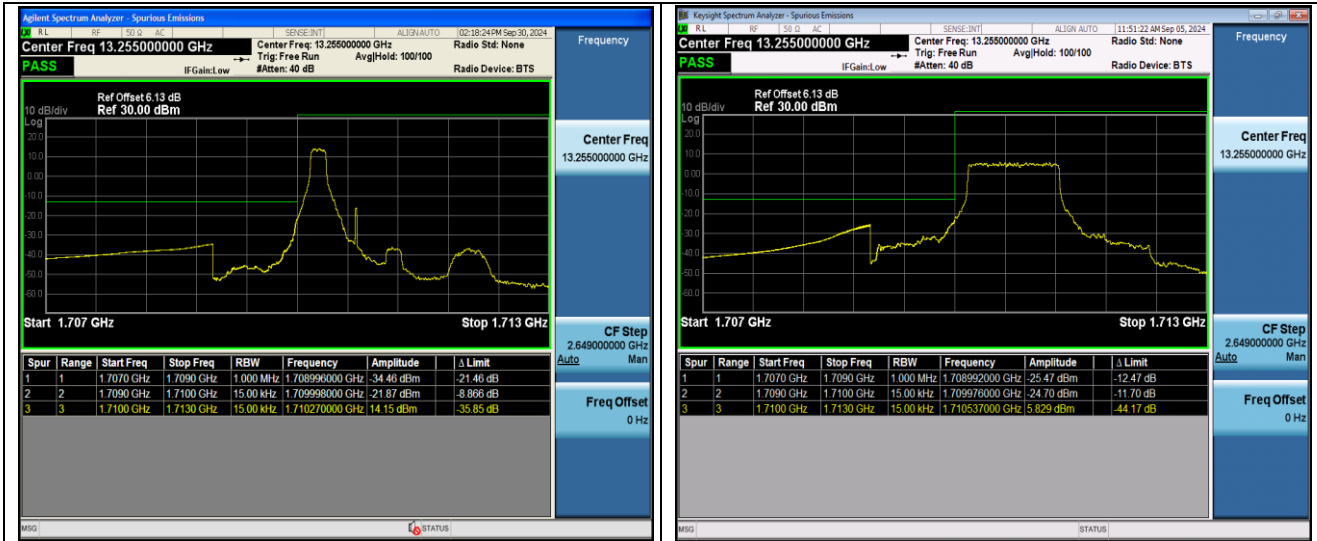 Agilent Spectrum Analyzer - Spurious Emissions
RL RF 50 Ω AC SENSE:INT ALIGNAUTO 02:18:24 PM Sep 30, 2024
Center Freq 13.255000000 GHz Center Freq: 13.255000000 GHz Radio Std: None
Trig: Free Run Avg|Hold: 100/100
PASS IFGain:Low #Atten: 40 dB Radio Device: BTS
Ref Offset 6.13 dB
10 dB/div Ref 30.00 dBm
Log
20.0
10.0
0.00
-10.0
-20.0
-30.0
-40.0
-50.0
-60.0
Start 1.707 GHz Stop 1.713 GHz
Spur Range Start Freq Stop Freq RBW Frequency Amplitude Δ Limit
1 1 1.7070 GHz 1.7090 GHz 1.000 MHz 1.708996000 GHz -34.46 dBm -21.46 dB
2 2 1.7090 GHz 1.7100 GHz 15.00 kHz 1.709998000 GHz -21.87 dBm -8.866 dB
3 3 1.7100 GHz 1.7130 GHz 15.00 kHz 1.710270000 GHz 14.15 dBm -35.85 dB
MSG STATUS
Frequency
Center Freq
13.255000000 GHz
CF Step
2.649000000 GHz
Auto Man
Freq Offset
0 Hz
Keysight Spectrum Analyzer - Spurious Emissions
RL RF 50 Ω AC SENSE:INT ALIGN AUTO 11:51:22 AM Sep 05, 2024
Center Freq 13.255000000 GHz Center Freq: 13.255000000 GHz Radio Std: None
Trig: Free Run Avg|Hold: 100/100
PASS IFGain:Low #Atten: 40 dB Radio Device: BTS
Ref Offset 6.13 dB
10 dB/div Ref 30.00 dBm
Log
20.0
10.0
0.00
-10.0
-20.0
-30.0
-40.0
-50.0
-60.0
Start 1.707 GHz Stop 1.713 GHz
Spur Range Start Freq Stop Freq RBW Frequency Amplitude Δ Limit
1 1 1.7070 GHz 1.7090 GHz 1.000 MHz 1.708992000 GHz -25.47 dBm -12.47 dB
2 2 1.7090 GHz 1.7100 GHz 15.00 kHz 1.709976000 GHz -24.70 dBm -11.70 dB
3 3 1.7100 GHz 1.7130 GHz 15.00 kHz 1.710537000 GHz 5.829 dBm -44.17 dB
MSG STATUS
Frequency
Center Freq
13.255000000 GHz
CF Step
2.649000000 GHz
Auto Man
Freq Offset
0 Hz